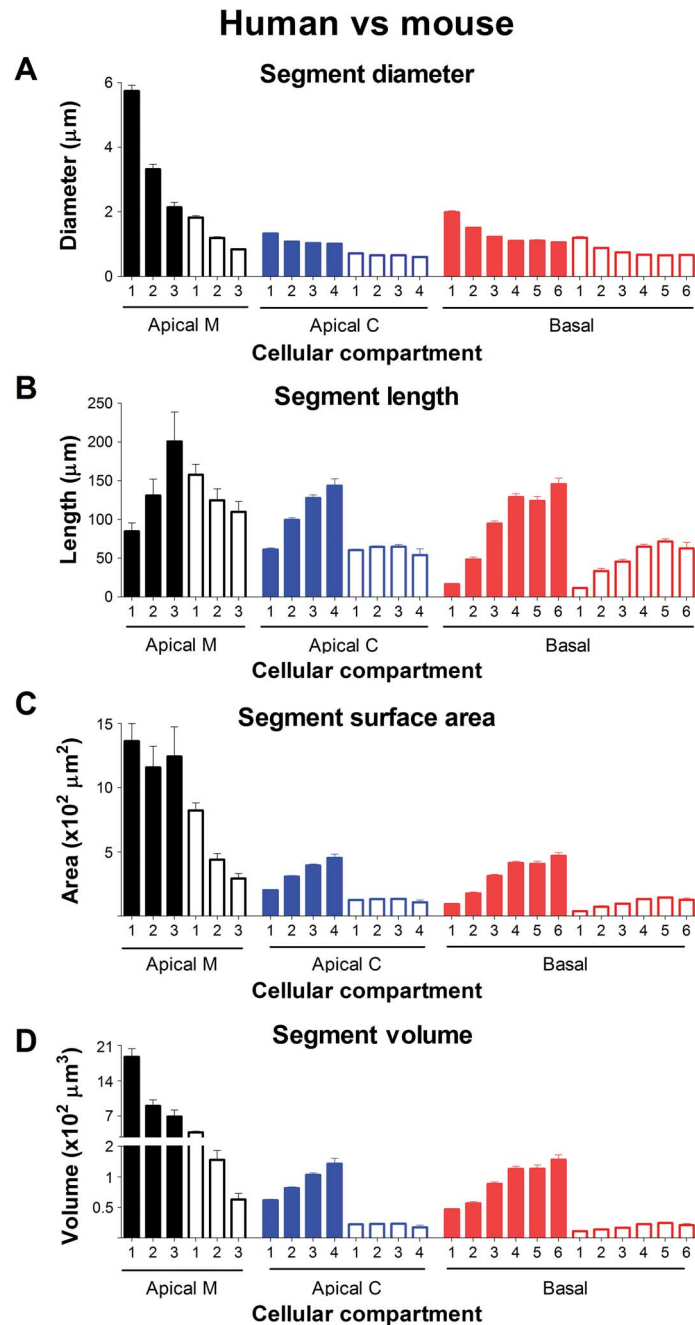 Human vs mouse
A
Segment diameter
Diameter (μm)
6
4
2
0
1 2 3 1 2 3 1 2 3 4 1 2 3 4 1 2 3 4 5 6 1 2 3 4 5 6
Apical M Apical C Basal
Cellular compartment
B
Segment length
Length (μm)
250
200
150
100
50
0
1 2 3 1 2 3 1 2 3 4 1 2 3 4 1 2 3 4 5 6 1 2 3 4 5 6
Apical M Apical C Basal
Cellular compartment
C
Segment surface area
Area (x10² μm²)
15
10
5
1 2 3 1 2 3 1 2 3 4 1 2 3 4 1 2 3 4 5 6 1 2 3 4 5 6
Apical M Apical C Basal
Cellular compartment
D
Segment volume
Volume (x10² μm³)
21
14
7
2
1
0.5
1 2 3 1 2 3 1 2 3 4 1 2 3 4 1 2 3 4 5 6 1 2 3 4 5 6
Apical M Apical C Basal
Cellular compartment